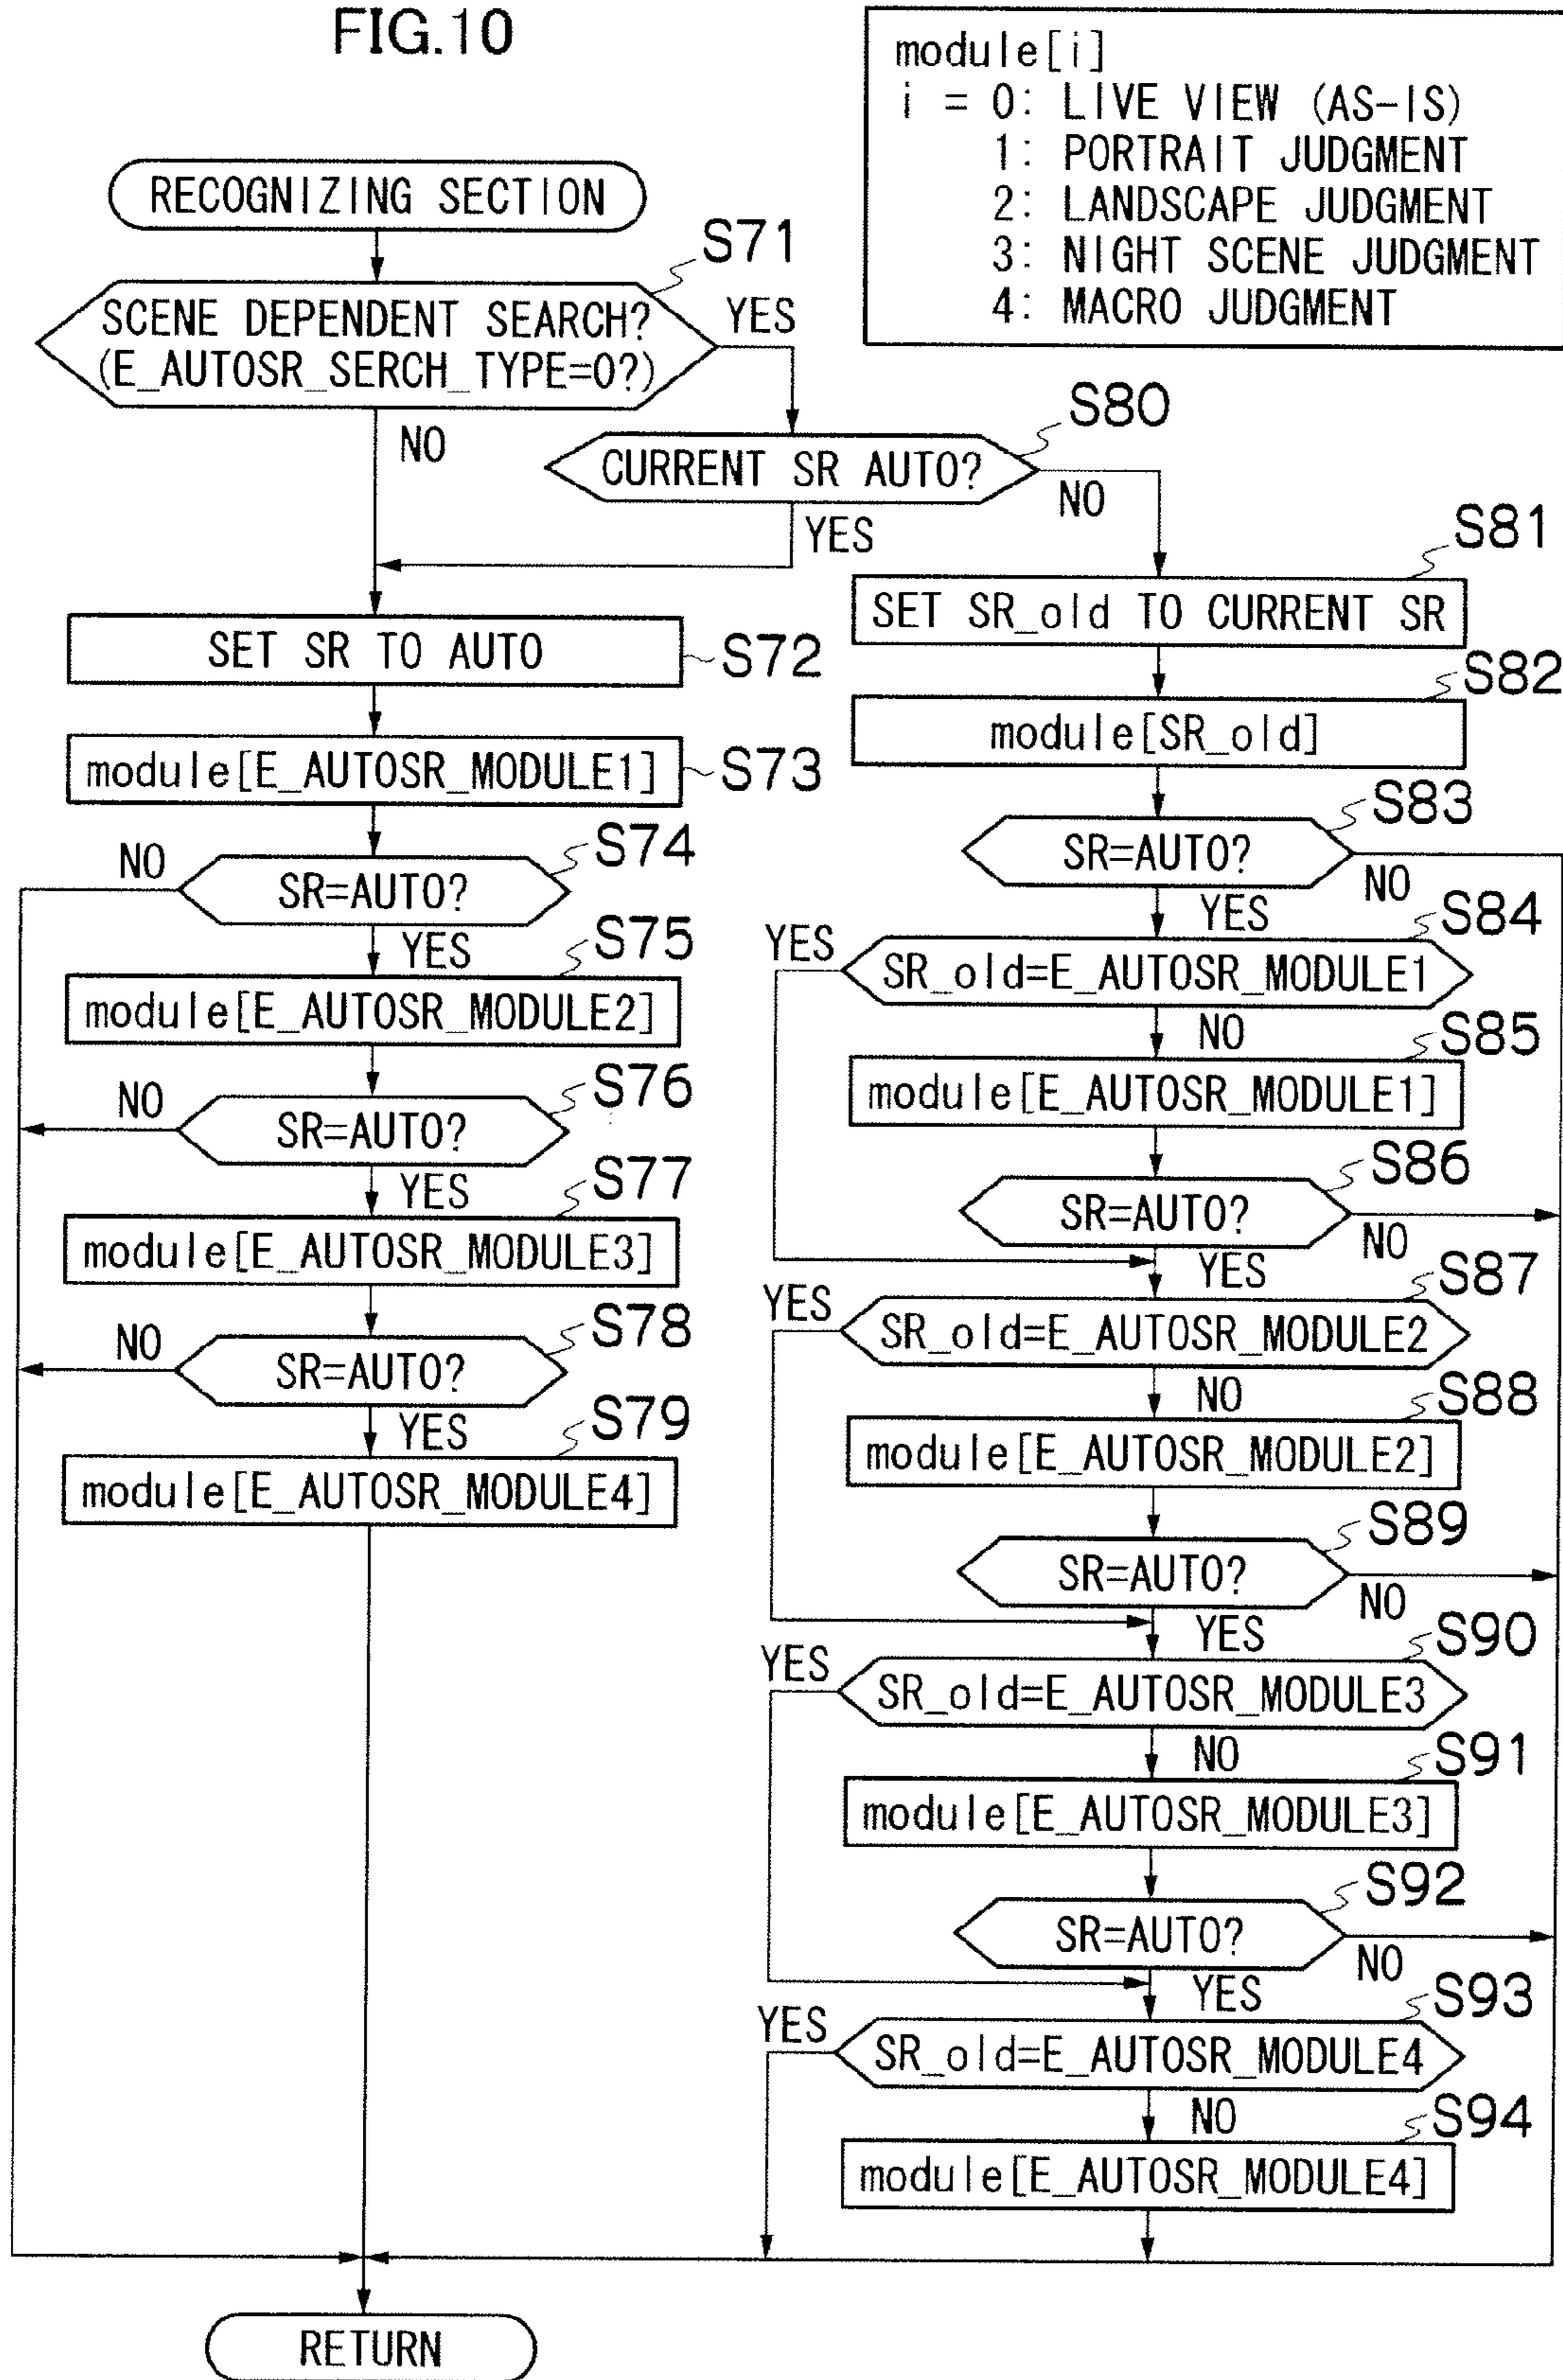 FIG.10
module[i]
i = 0: LIVE VIEW (AS-IS)
1: PORTRAIT JUDGMENT
2: LANDSCAPE JUDGMENT
3: NIGHT SCENE JUDGMENT
4: MACRO JUDGMENT
RECOGNIZING SECTION
S71
SCENE DEPENDENT SEARCH?
(E_AUTOSR_SERCH_TYPE=0?)
YES
NO
S80
CURRENT SR AUTO?
NO
YES
S72
SET SR TO AUTO
S73
module[E_AUTOSR_MODULE1]
S74
SR=AUTO?
NO
YES
S75
module[E_AUTOSR_MODULE2]
S76
SR=AUTO?
NO
YES
S77
module[E_AUTOSR_MODULE3]
S78
SR=AUTO?
NO
YES
S79
module[E_AUTOSR_MODULE4]
S81
SET SR_old TO CURRENT SR
S82
module[SR_old]
S83
SR=AUTO?
NO
YES
S84
YES
SR_old=E_AUTOSR_MODULE1
NO
S85
module[E_AUTOSR_MODULE1]
S86
SR=AUTO?
NO
YES
S87
YES
SR_old=E_AUTOSR_MODULE2
NO
S88
module[E_AUTOSR_MODULE2]
S89
SR=AUTO?
NO
YES
S90
YES
SR_old=E_AUTOSR_MODULE3
NO
S91
module[E_AUTOSR_MODULE3]
S92
SR=AUTO?
NO
YES
S93
YES
SR_old=E_AUTOSR_MODULE4
NO
S94
module[E_AUTOSR_MODULE4]
RETURN